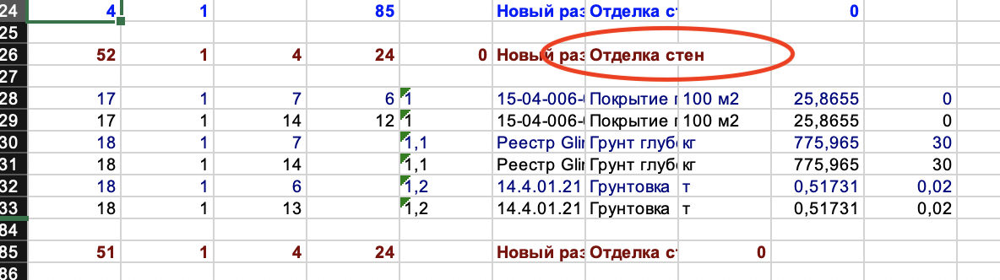 24 4 1 85 Новый раз Отделка ст 0
25
26 52 1 4 24 0 Новый раз Отделка стен
27
28 17 1 7 6 1 15-04-006- Покрытие г 100 м2 25,8655 0
29 17 1 14 12 1 15-04-006- Покрытие г 100 м2 25,8655 0
30 18 1 7 1,1 Реестр Gli Грунт глуб кг 775,965 30
31 18 1 14 1,1 Реестр Gli Грунт глуб кг 775,965 30
32 18 1 6 1,2 14.4.01.21 Грунтовка т 0,51731 0,02
33 18 1 13 1,2 14.4.01.21 Грунтовка т 0,51731 0,02
84
85 51 1 4 24 Новый раз Отделка ст 0
86